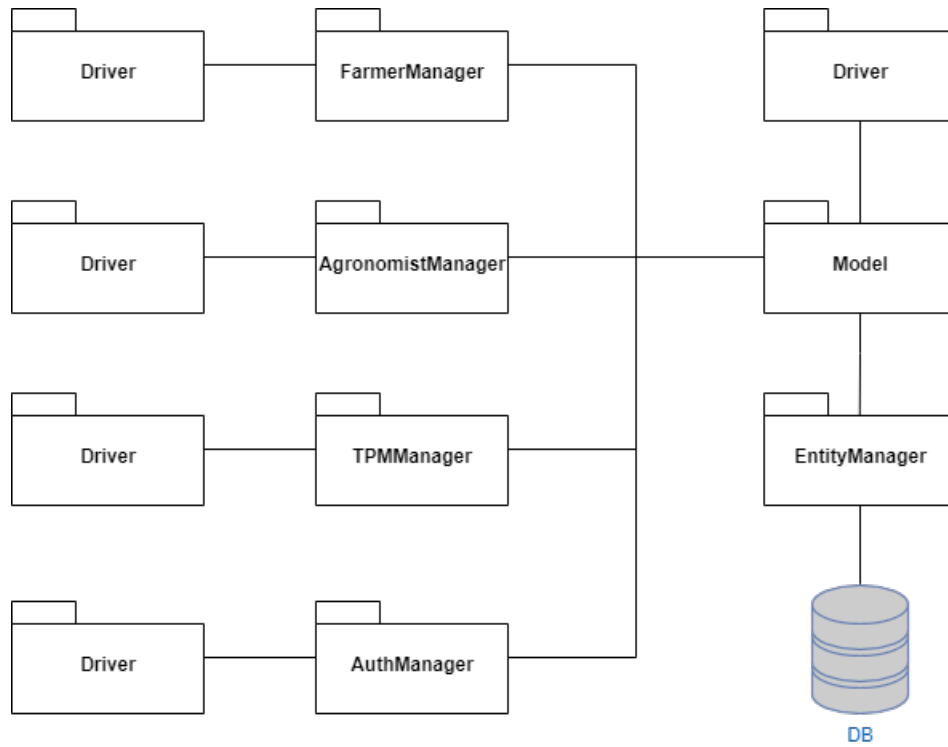 Driver
FarmerManager
Driver
Driver
AgronomistManager
Model
Driver
TPMManager
EntityManager
Driver
AuthManager
DB